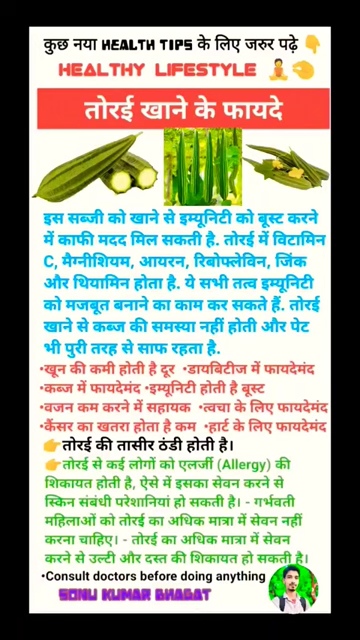 कुछ नया HEALTH TIPS के लिए जरुर पढ़े 👇
HEALTHY LIFESTYLE
तोरई खाने के फायदे
इस सब्जी को खाने से इम्यूनिटी को बूस्ट करने
में काफी मदद मिल सकती है. तोरई में विटामिन
C, मैग्नीशियम, आयरन, रिबोफ्लेविन, जिंक
और थियामिन होता है. ये सभी तत्व इम्यूनिटी
को मजबूत बनाने का काम कर सकते हैं. तोरई
खाने से कब्ज की समस्या नहीं होती और पेट
भी पुरी तरह से साफ रहता है.
•खून की कमी होती है दूर •डायबिटीज में फायदेमंद
•कब्ज में फायदेमंद •इम्यूनिटी होती है बूस्ट
•वजन कम करने में सहायक •त्वचा के लिए फायदेमंद
•कैंसर का खतरा होता है कम •हार्ट के लिए फायदेमंद
👉तोरई की तासीर ठंडी होती है।
👉तोरई से कई लोगों को एलर्जी (Allergy) की
शिकायत होती है, ऐसे में इसका सेवन करने से
स्किन संबंधी परेशानियां हो सकती है। - गर्भवती
महिलाओं को तोरई का अधिक मात्रा में सेवन नहीं
करना चाहिए। - तोरई का अधिक मात्रा में सेवन
करने से उल्टी और दस्त की शिकायत हो सकती है।
•Consult doctors before doing anything
SONU KUMAR BHAGAT